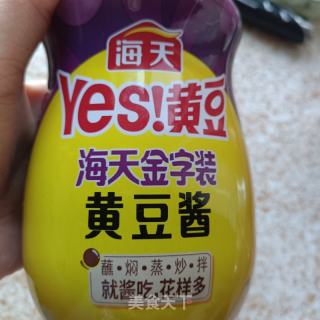 海天
Yes!黄豆
海天金字装
黄豆酱
蘸·焖·蒸·炒·拌
就酱吃,花样多
美食天下